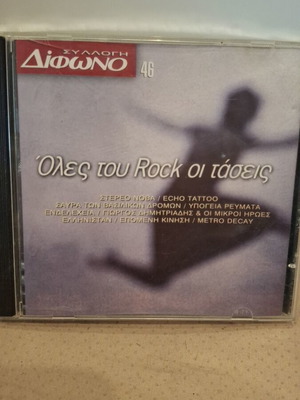 ΣΥΛΛΟΓΗ
Δίφωνο 46
Όλες του Rock οι τάσεις
ΣΤΕΡΕΟ ΝΟΒΑ / ECHO TATTOO
ΣΑΥΡΑ ΤΩΝ ΒΑΣΙΛΙΚΩΝ ΔΡΟΜΩΝ / ΥΠΟΓΕΙΑ ΡΕΥΜΑΤΑ
ΕΝΔΕΛΕΧΕΙΑ / ΓΙΩΡΓΟΣ ΔΗΜΗΤΡΙΑΔΗΣ & ΟΙ ΜΙΚΡΟΙ ΗΡΩΕΣ
ΕΛΛΗΝΙΣΤΑΝ / ΕΠΟΜΕΝΗ ΚΙΝΗΣΗ / METRO DECAY